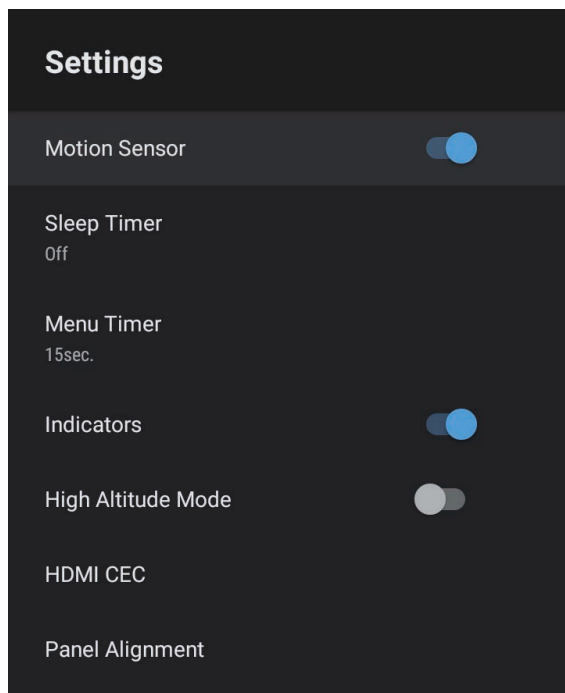 Settings
Motion Sensor
Sleep Timer
Off
Menu Timer
15sec.
Indicators
High Altitude Mode
HDMI CEC
Panel Alignment